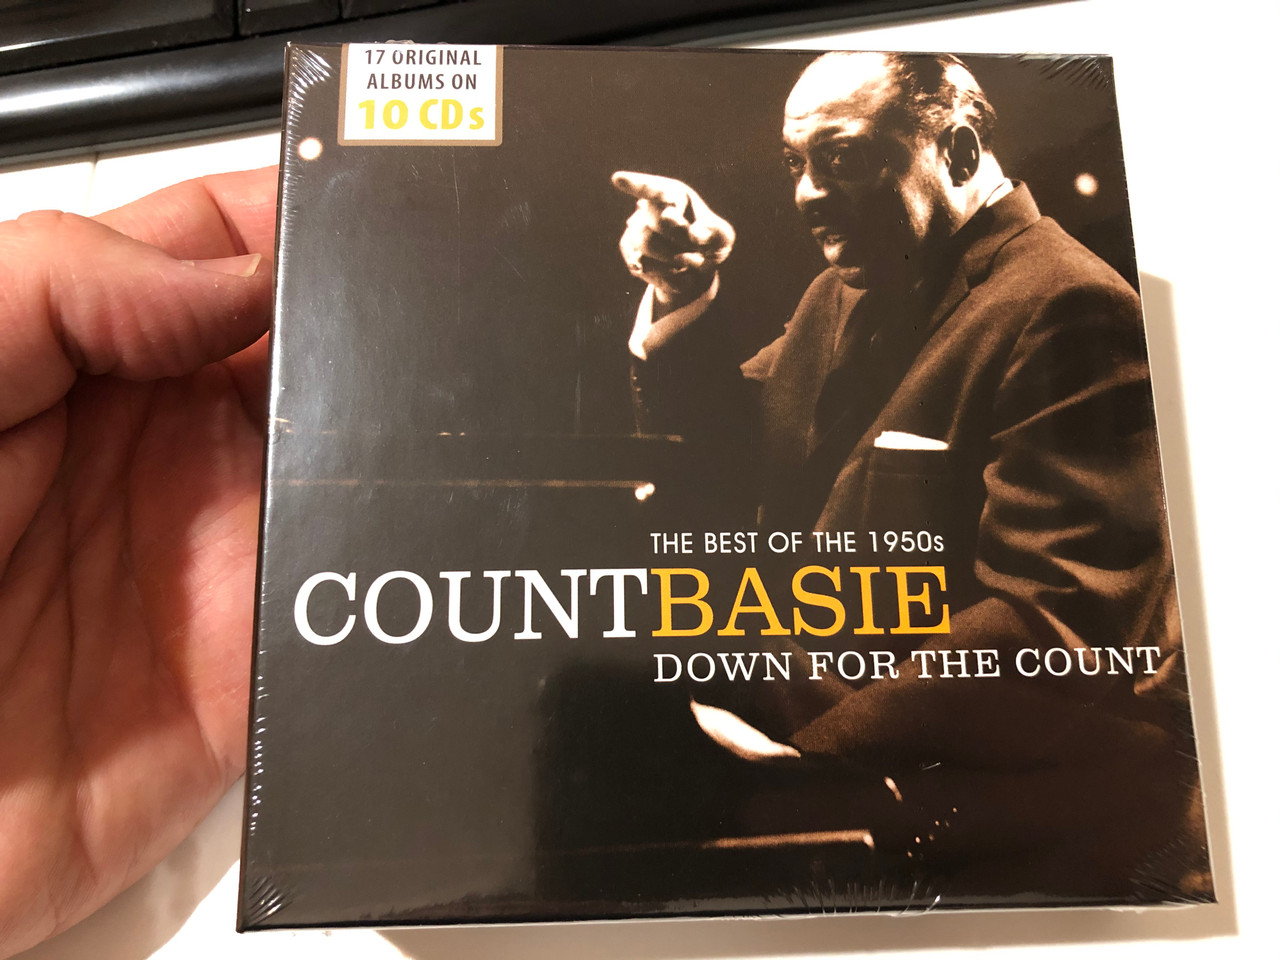 17 ORIGINAL
ALBUMS ON
10 CDs
THE BEST OF THE 1950s
COUNTBASIE
DOWN FOR THE COUNT